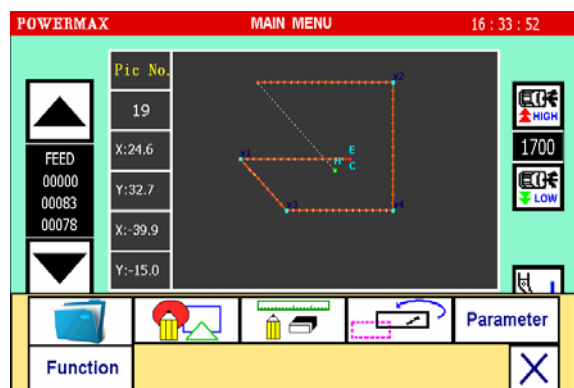 POWERMAX MAIN MENU 16 : 33 : 52
Pic No.
19
X:24.6
Y:32.7
X:-39.9
Y:-15.0
FEED
00000
00083
00078
v2
v1
E
H
C
v3
v4
HIGH
1700
LOW
Parameter
Function